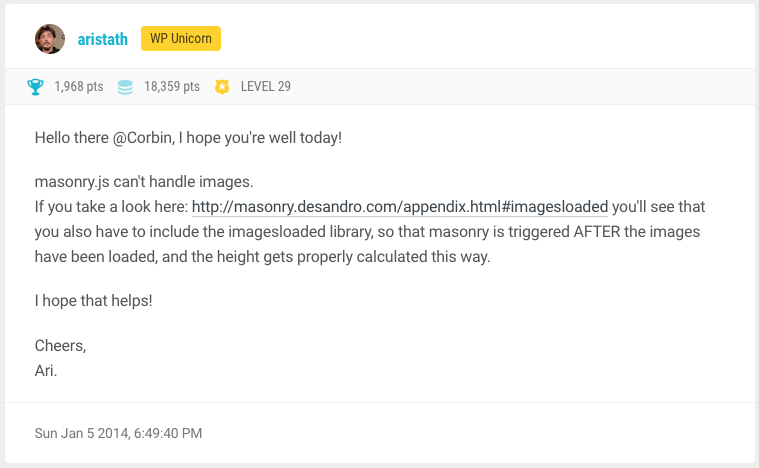 aristath WP Unicorn
1,968 pts 18,359 pts LEVEL 29
Hello there @Corbin, I hope you're well today!
masonry.js can't handle images.
If you take a look here: http://masonry.desandro.com/appendix.html#imagesloaded you'll see that
you also have to include the imagesloaded library, so that masonry is triggered AFTER the images
have been loaded, and the height gets properly calculated this way.
I hope that helps!
Cheers,
Ari.
Sun Jan 5 2014, 6:49:40 PM